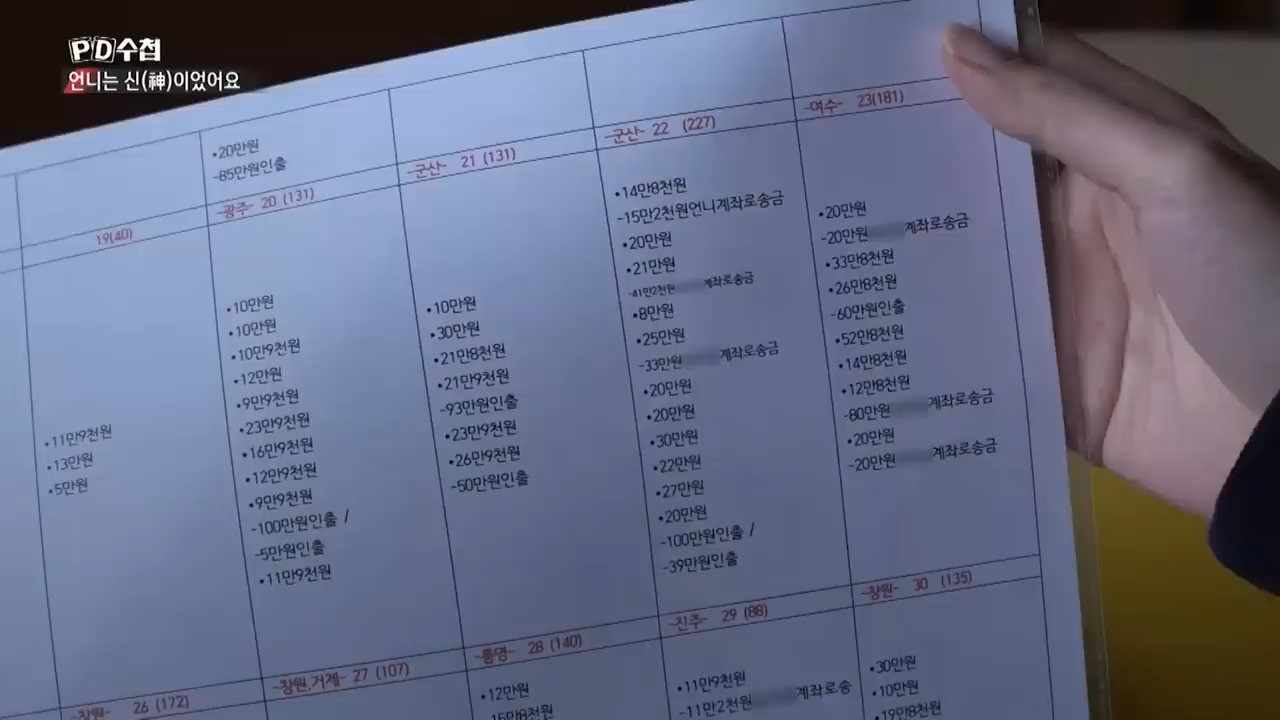 PD수첩
언니는 신(神)이었어요
•20만원
-85만원인출
19(40)
•11만9천원
•13만원
•5만원
-광주- 20 (131)
•10만원
•10만원
•10만9천원
•12만원
•9만9천원
•23만9천원
•16만9천원
•12만9천원
•9만9천원
-100만원인출 /
-5만원인출
•11만9천원
-군산- 21 (131)
•10만원
•30만원
•21만8천원
•21만9천원
-93만원인출
•23만9천원
•26만9천원
-50만원인출
-군산- 22 (227)
•14만8천원
-15만2천원언니계좌로송금
•20만원
•21만원
-41만2천원 계좌로송금
•8만원
•25만원
-33만원 계좌로송금
•20만원
•20만원
•30만원
•22만원
•27만원
•20만원
-100만원인출 /
-39만원인출
-여수- 23(181)
•20만원
-20만원 계좌로송금
•33만8천원
•26만8천원
-60만원인출
•52만8천원
•14만8천원
•12만8천원
-80만원 계좌로송금
•20만원
-20만원 계좌로송금
-창원- 26 (172)
-창원,거제- 27 (107)
-통영- 28 (140)
•12만원
-진주- 29 (88)
•11만9천원
-11만2천원 계좌로송
-창원- 30 (135)
•30만원
•10만원
•19만8천원